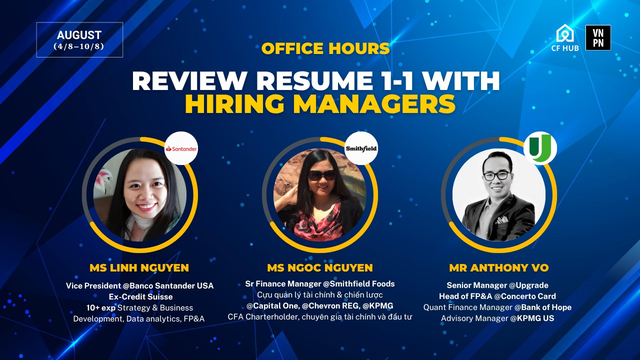 AUGUST
(4/8–10/8)
CF HUB
VN
PN
OFFICE HOURS
REVIEW RESUME 1-1 WITH
HIRING MANAGERS
Santander
Smithfield
MS LINH NGUYEN
Vice President @Banco Santander USA
Ex-Credit Suisse
10+ exp Strategy & Business
Development, Data analytics, FP&A
MS NGOC NGUYEN
Sr Finance Manager @Smithfield Foods
Cựu quản lý tài chính & chiến lược
@Capital One, @Chevron REG, @KPMG
CFA Charterholder, chuyên gia tài chính và đầu tư
MR ANTHONY VO
Senior Manager @Upgrade
Head of FP&A @Concerto Card
Quant Finance Manager @Bank of Hope
Advisory Manager @KPMG US